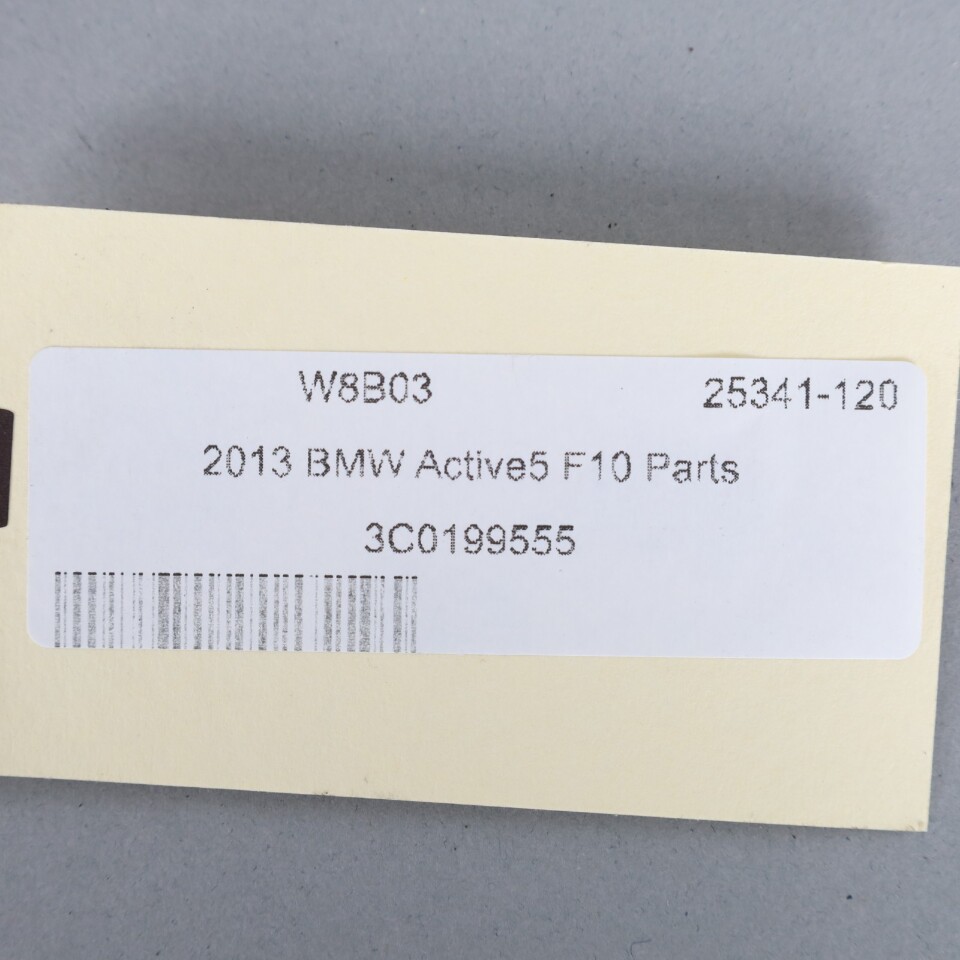 W8B03 25341-120
2013 BMW Active5 F10 Parts
3C0199555